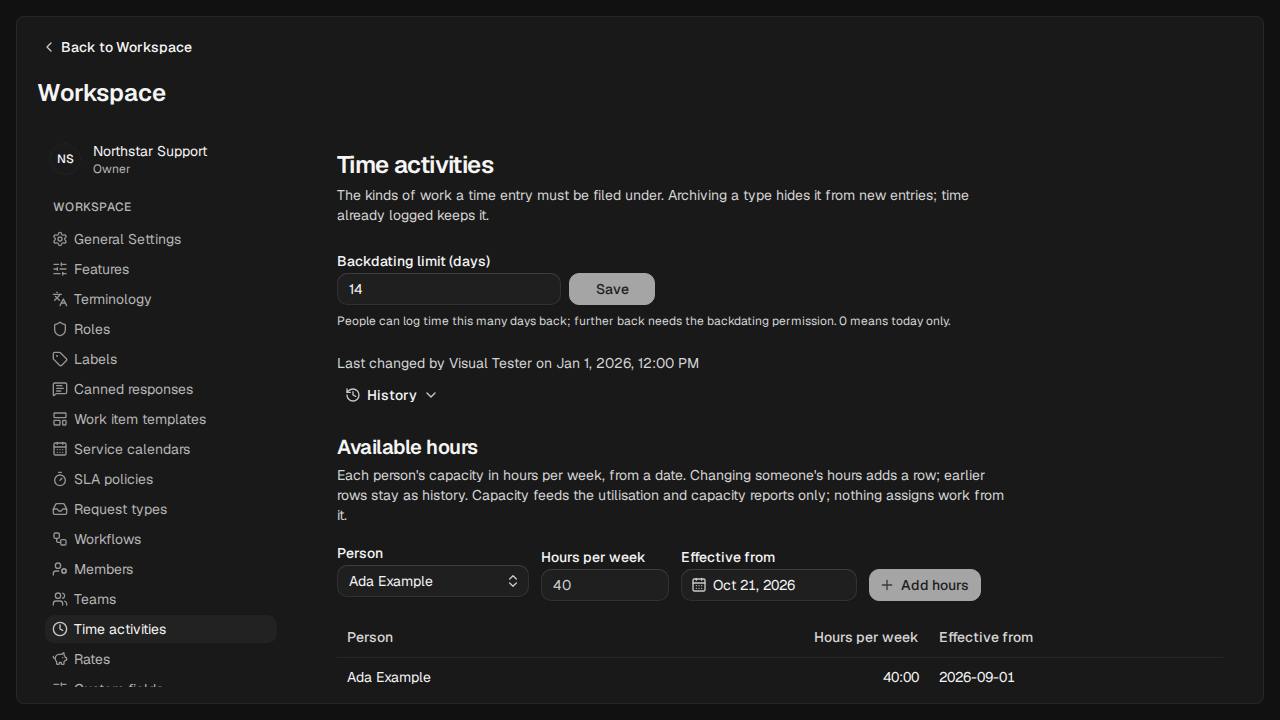 Back to Workspace
Workspace
NS
Northstar Support
Owner
WORKSPACE
General Settings
Features
Terminology
Roles
Labels
Canned responses
Work item templates
Service calendars
SLA policies
Request types
Workflows
Members
Teams
Time activities
Rates
Custom fields
Time activities
The kinds of work a time entry must be filed under. Archiving a type hides it from new entries; time
already logged keeps it.
Backdating limit (days)
14
Save
People can log time this many days back; further back needs the backdating permission. 0 means today only.
Last changed by Visual Tester on Jan 1, 2026, 12:00 PM
History
Available hours
Each person's capacity in hours per week, from a date. Changing someone's hours adds a row; earlier
rows stay as history. Capacity feeds the utilisation and capacity reports only; nothing assigns work from
it.
Person
Hours per week
Effective from
Ada Example
40
Oct 21, 2026
Add hours
Person
Hours per week
Effective from
Ada Example
40:00
2026-09-01